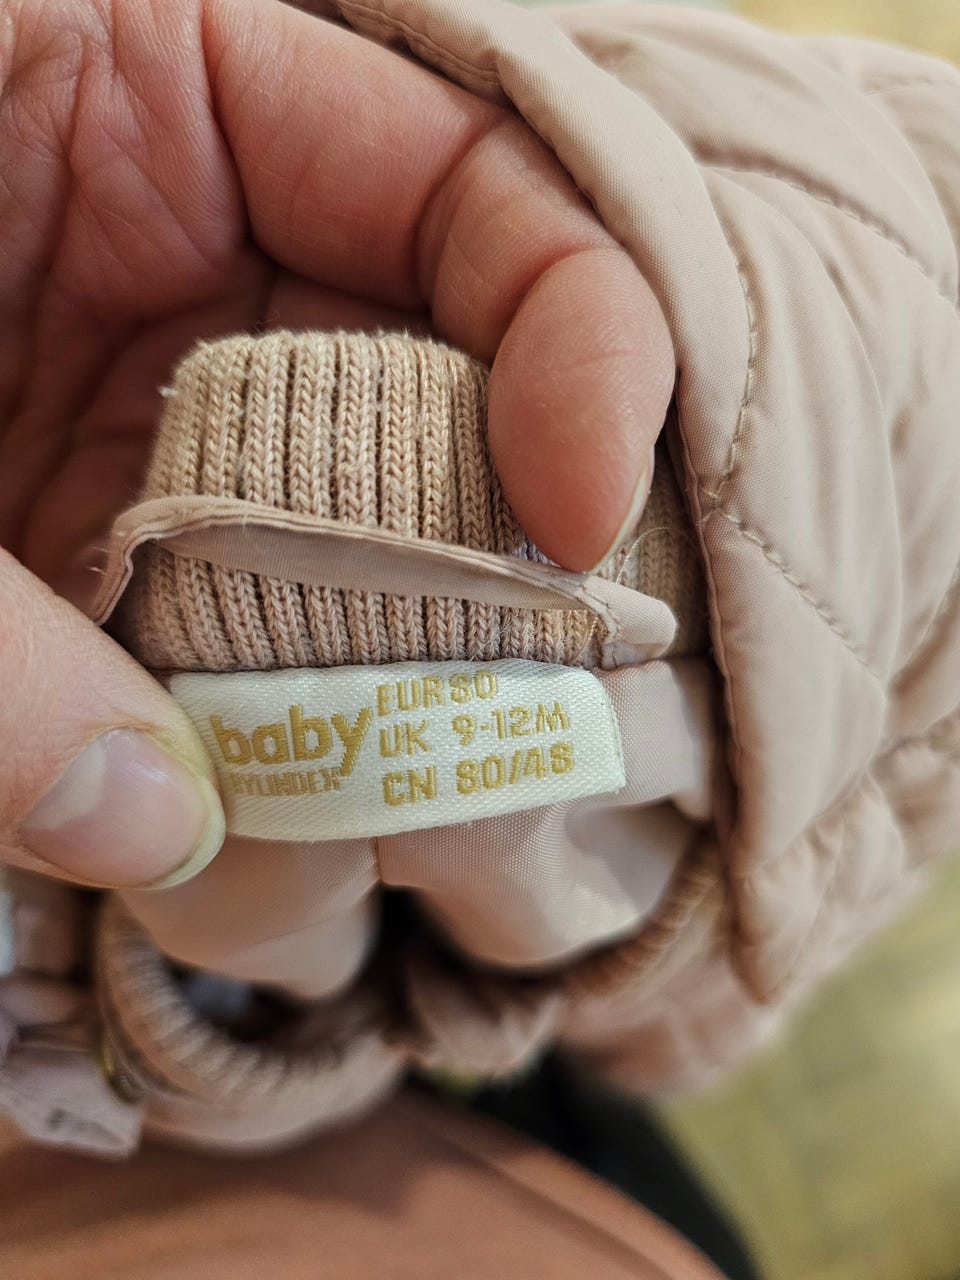 EUR 80
baby
UK 9-12M
CN 80/48